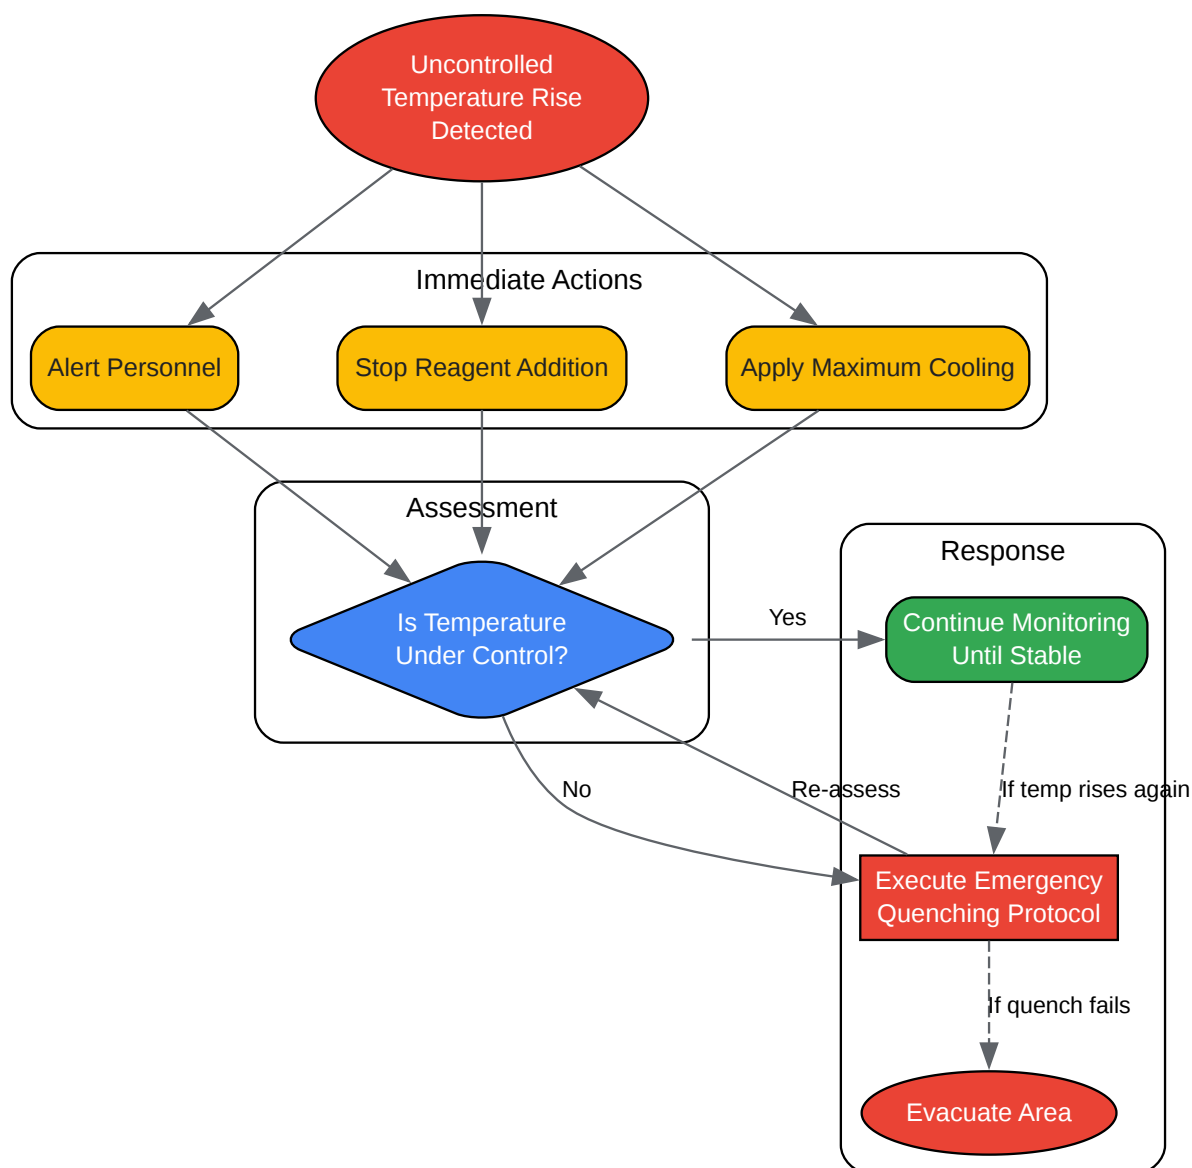 Uncontrolled
Temperature Rise
Detected
Immediate Actions
Alert Personnel
Stop Reagent Addition
Apply Maximum Cooling
Assessment
Is Temperature
Under Control?
Yes
Response
Continue Monitoring
Until Stable
No
Re-assess
If temp rises again
Execute Emergency
Quenching Protocol
If quench fails
Evacuate Area